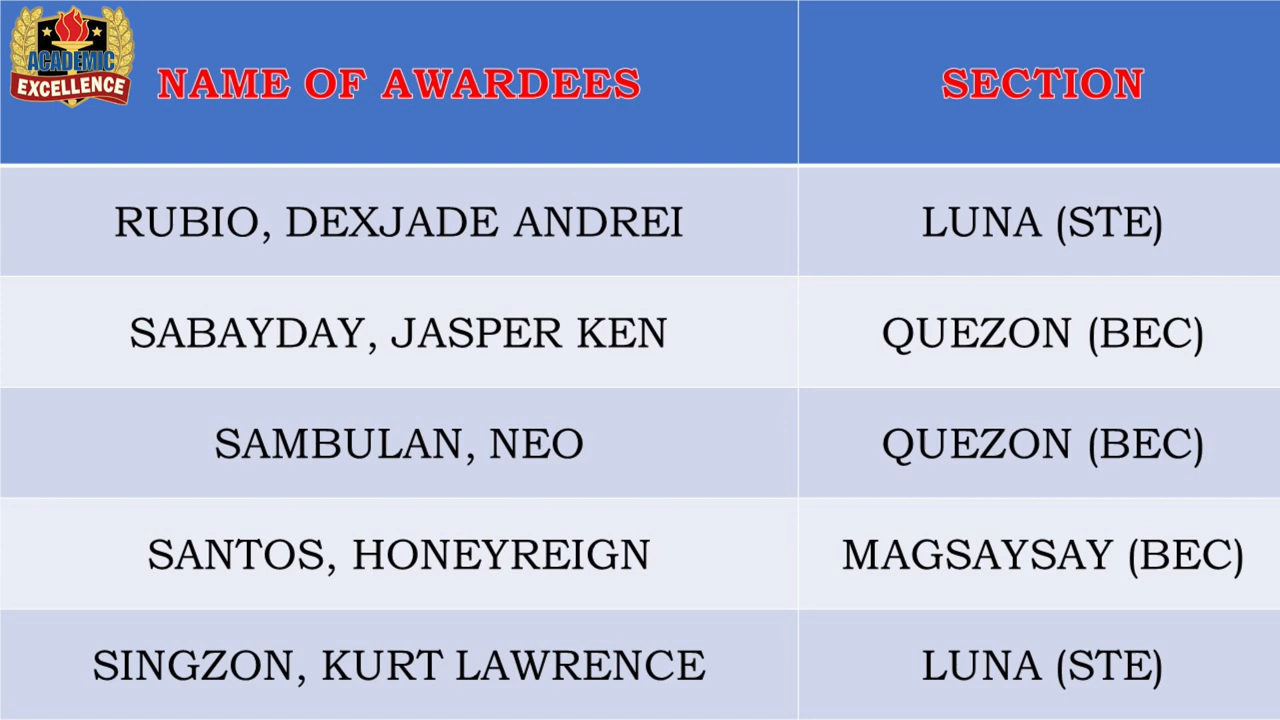 ACADEMIC
EXCELLENCE
NAME OF AWARDEES SECTION
RUBIO, DEXJADE ANDREI LUNA (STE)
SABAYDAY, JASPER KEN QUEZON (BEC)
SAMBULAN, NEO QUEZON (BEC)
SANTOS, HONEYREIGN MAGSAYSAY (BEC)
SINGZON, KURT LAWRENCE LUNA (STE)